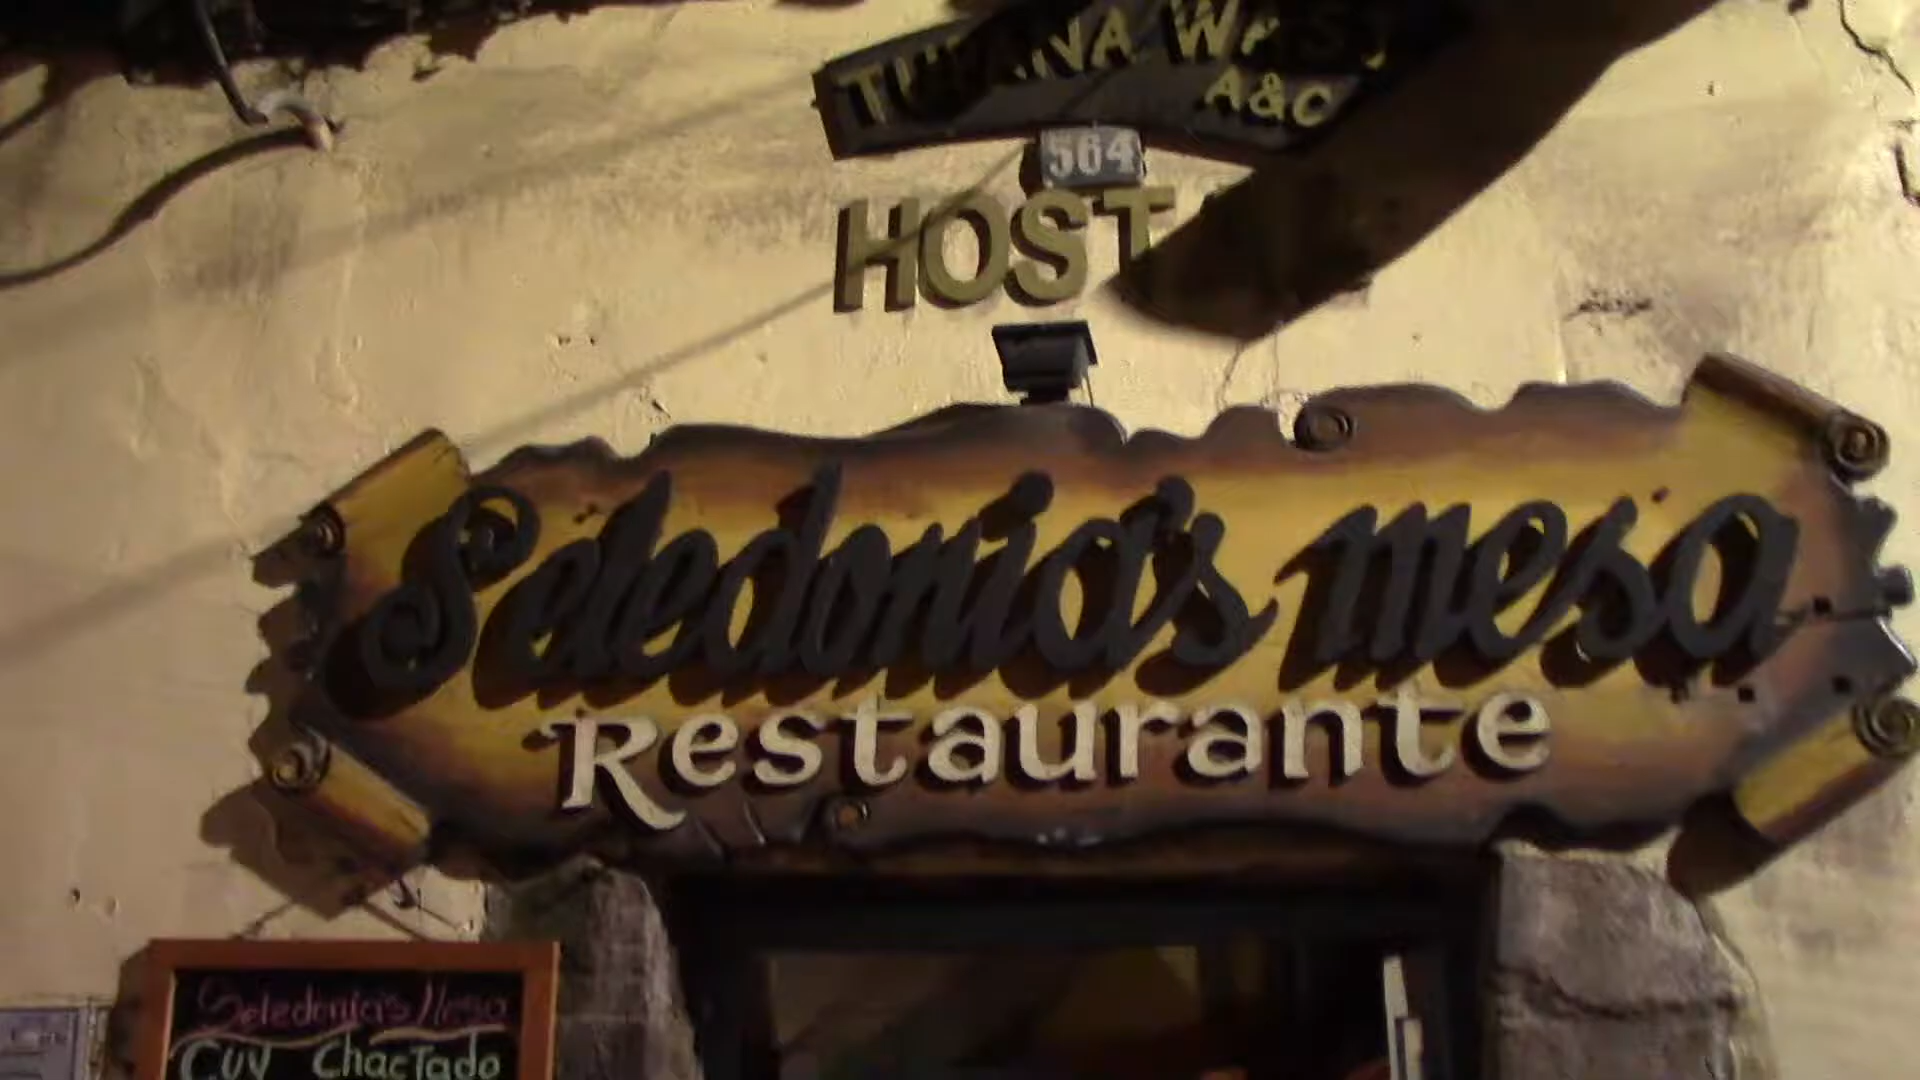 A&C
564
HOST
Seledonia's mesa
Restaurante
Seledonia's Mesa
Cuy Chactado